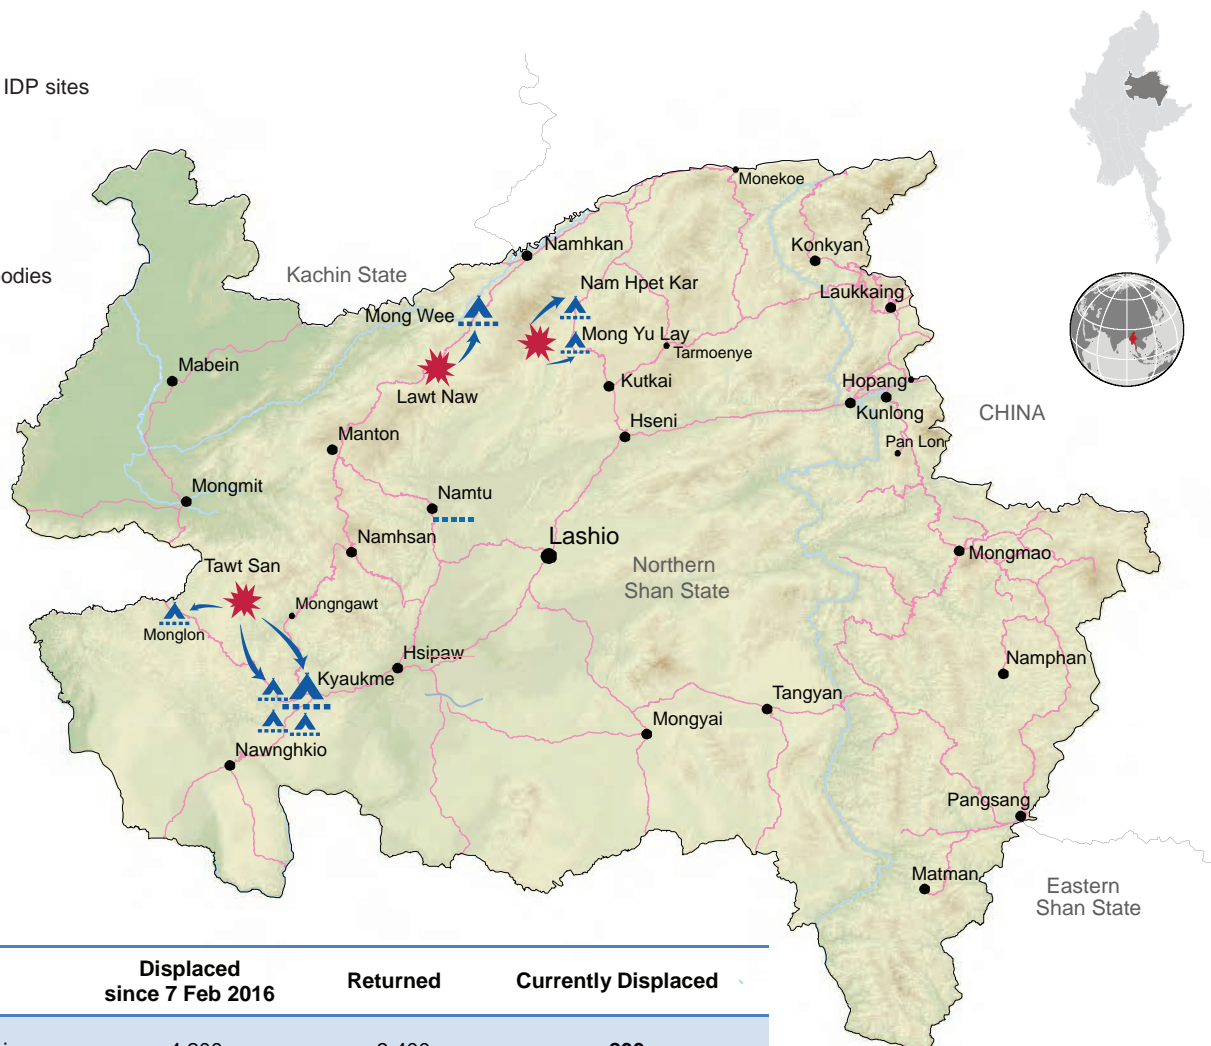 IDP sites
Monekoe
Namhkan
Konkyan
odies
Kachin State
Nam Hpet Kar
Laukkaing
Mong Wee
Mong Yu Lay
Tarmoenye
Mabein
Kutkai
Hopang
Lawt Naw
CHINA
Kunlong
Hseni
Manton
Pan Lon
Mongmit
Namtu
Namhsan
Lashio
Mongmao
Tawt San
Northern
Shan State
Mongngawt
Monglon
Hsipaw
Namphan
Kyaukme
Tangyan
Mongyai
Nawnghkio
Pangsang
Matman
Eastern
Shan State
Displaced
since 7 Feb 2016
Returned
Currently Displaced